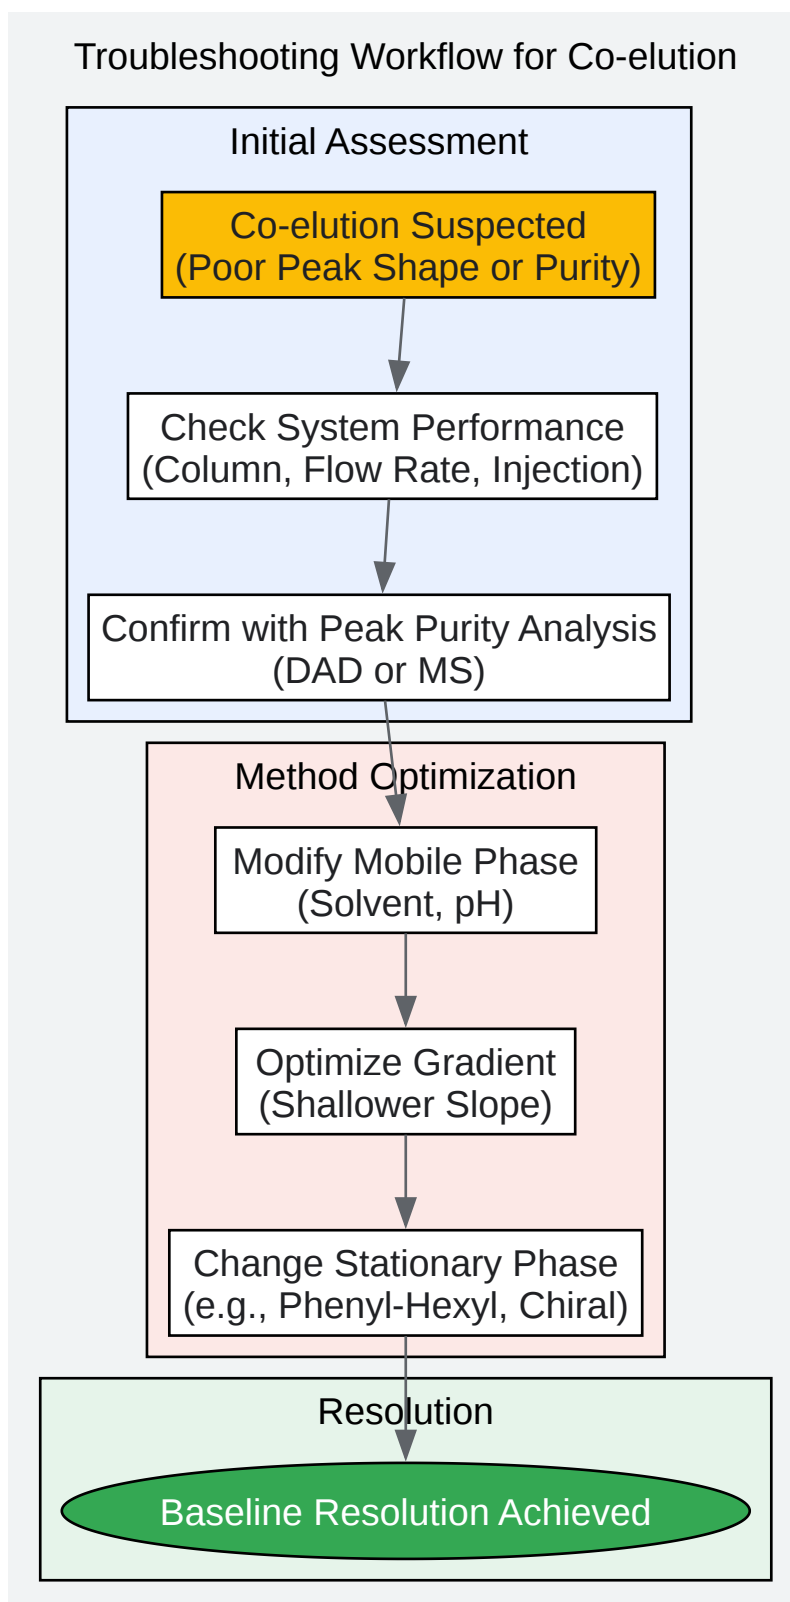 Troubleshooting Workflow for Co-elution
Initial Assessment
Co-elution Suspected
(Poor Peak Shape or Purity)
Check System Performance
(Column, Flow Rate, Injection)
Confirm with Peak Purity Analysis
(DAD or MS)
Method Optimization
Modify Mobile Phase
(Solvent, pH)
Optimize Gradient
(Shallower Slope)
Change Stationary Phase
(e.g., Phenyl-Hexyl, Chiral)
Resolution
Baseline Resolution Achieved